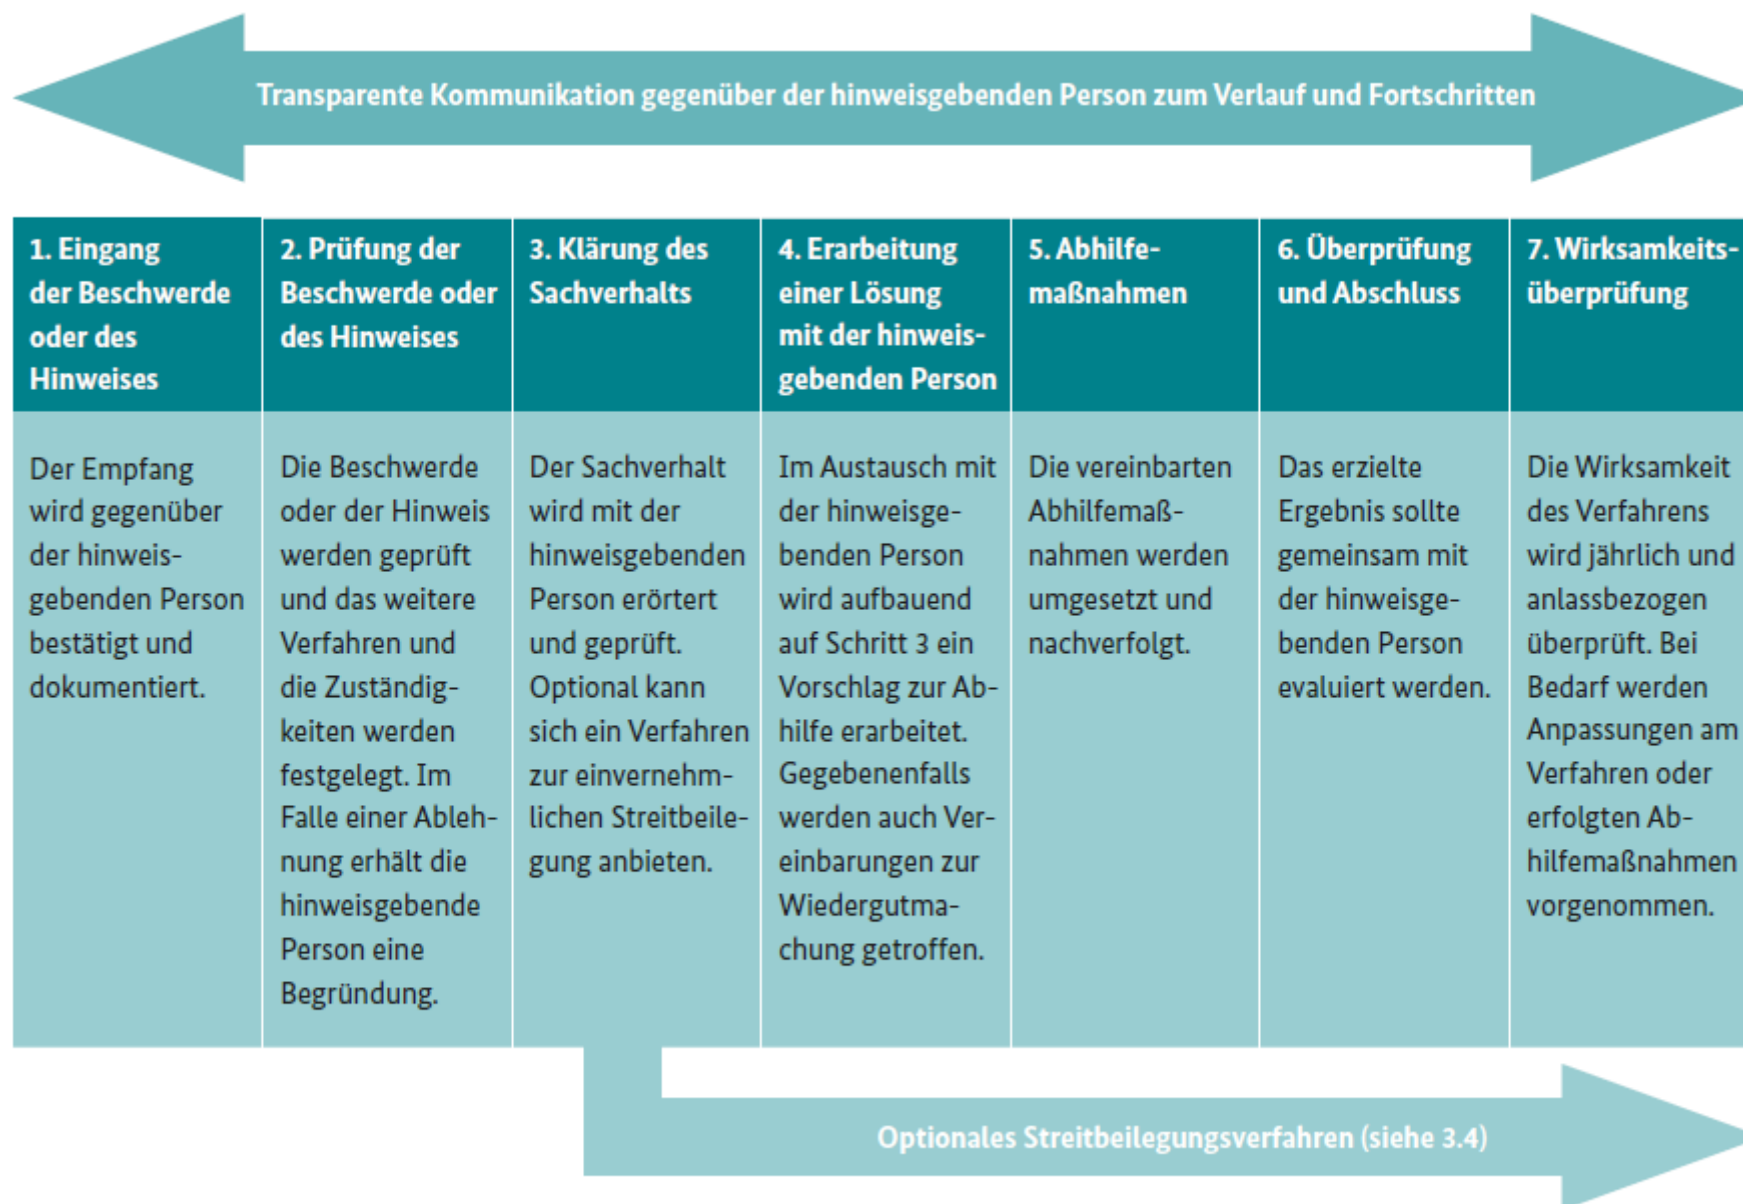 Transparente Kommunikation gegenüber der hinweisgebenden Person zum Verlauf und Fortschritten
1. Eingang
der Beschwerde
oder des
Hinweises
Der Empfang
wird gegenüber
der hinweis-
gebenden Person
bestätigt und
dokumentiert.
2. Prüfung der
Beschwerde oder
des Hinweises
Die Beschwerde
oder der Hinweis
werden geprüft
und das weitere
Verfahren und
die Zuständig-
keiten werden
festgelegt. Im
Falle einer Ableh-
nung erhält die
hinweisgebende
Person eine
Begründung.
3. Klärung des
Sachverhalts
Der Sachverhalt
wird mit der
hinweisgebenden
Person erörtert
und geprüft.
Optional kann
sich ein Verfahren
zur einvernehm-
lichen Streitbeile-
gung anbieten.
4. Erarbeitung
einer Lösung
mit der hinweis-
gebenden Person
Im Austausch mit
der hinweisge-
benden Person
wird aufbauend
auf Schritt 3 ein
Vorschlag zur Ab-
hilfe erarbeitet.
Gegebenenfalls
werden auch Ver-
einbarungen zur
Wiedergutma-
chung getroffen.
5. Abhilfe-
maßnahmen
Die vereinbarten
Abhilfemaß-
nahmen werden
umgesetzt und
nachverfolgt.
6. Überprüfung
und Abschluss
Das erzielte
Ergebnis sollte
gemeinsam mit
der hinweisge-
benden Person
evaluiert werden.
7. Wirksamkeits-
überprüfung
Die Wirksamkeit
des Verfahrens
wird jährlich und
anlassbezogen
überprüft. Bei
Bedarf werden
Anpassungen am
Verfahren oder
erfolgten Ab-
hilfemaßnahmen
vorgenommen.
Optionales Streitbeilegungsverfahren (siehe 3.4)